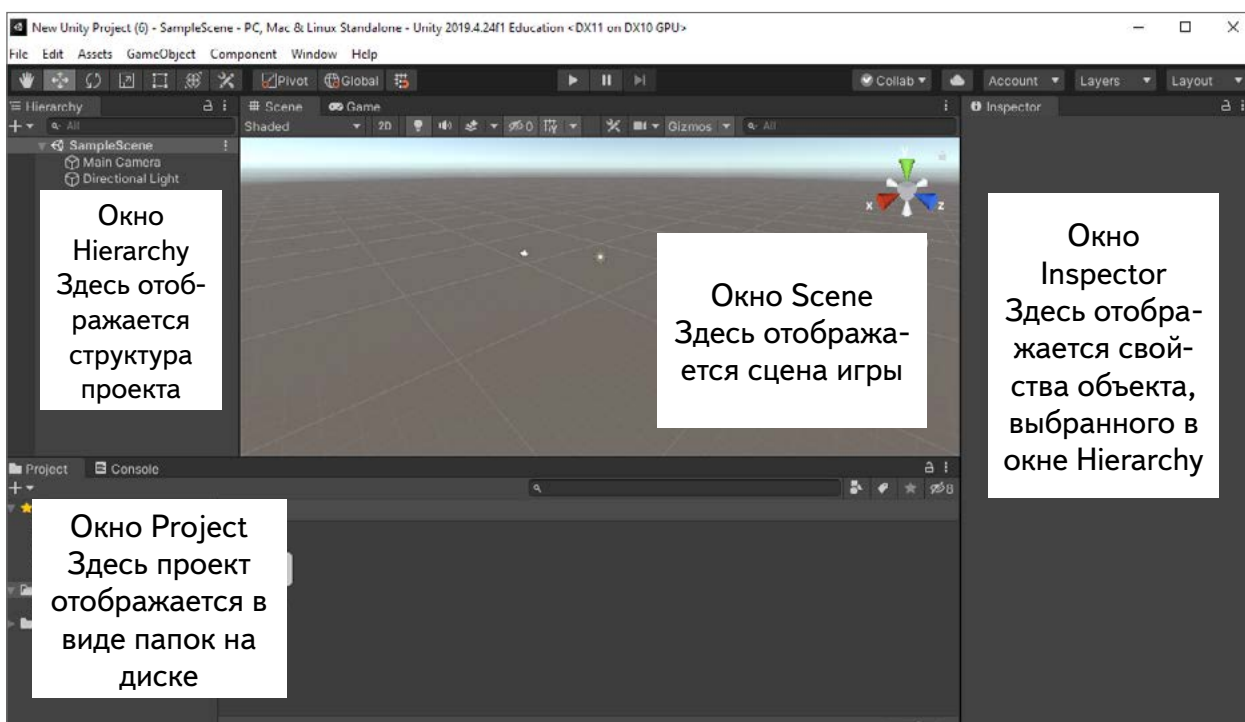 New Unity Project (6) - SampleScene - PC, Mac & Linux Standalone - Unity 2019.4.24f1 Education <DX11 on DX10 GPU>
File Edit Assets GameObject Component Window Help
Pivot Global Collab Account Layers Layout
Hierarchy
All
SampleScene
Main Camera
Directional Light
Окно
Hierarchy
Здесь отоб-
ражается
структура
проекта
Scene Game
Shaded 2D 0 Gizmos All
y
x z
Окно Scene
Здесь отобража-
ется сцена игры
Inspector
Окно
Inspector
Здесь отобра-
жается свой-
ства объекта,
выбранного в
окне Hierarchy
Project Console
8
Окно Project
Здесь проект
отображается в
виде папок на
диске